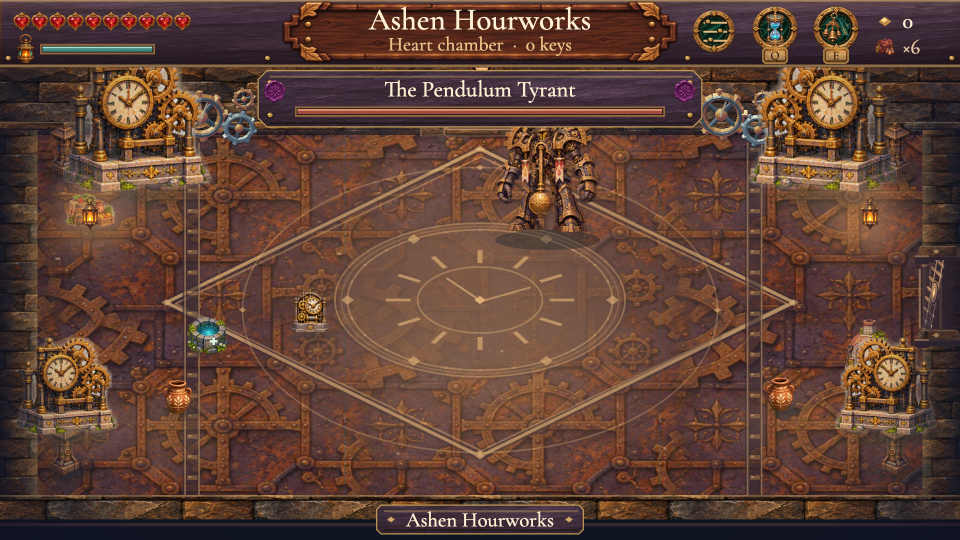 Ashen Hourworks
Heart chamber · 0 keys
Q
E
0
×6
The Pendulum Tyrant
Ashen Hourworks